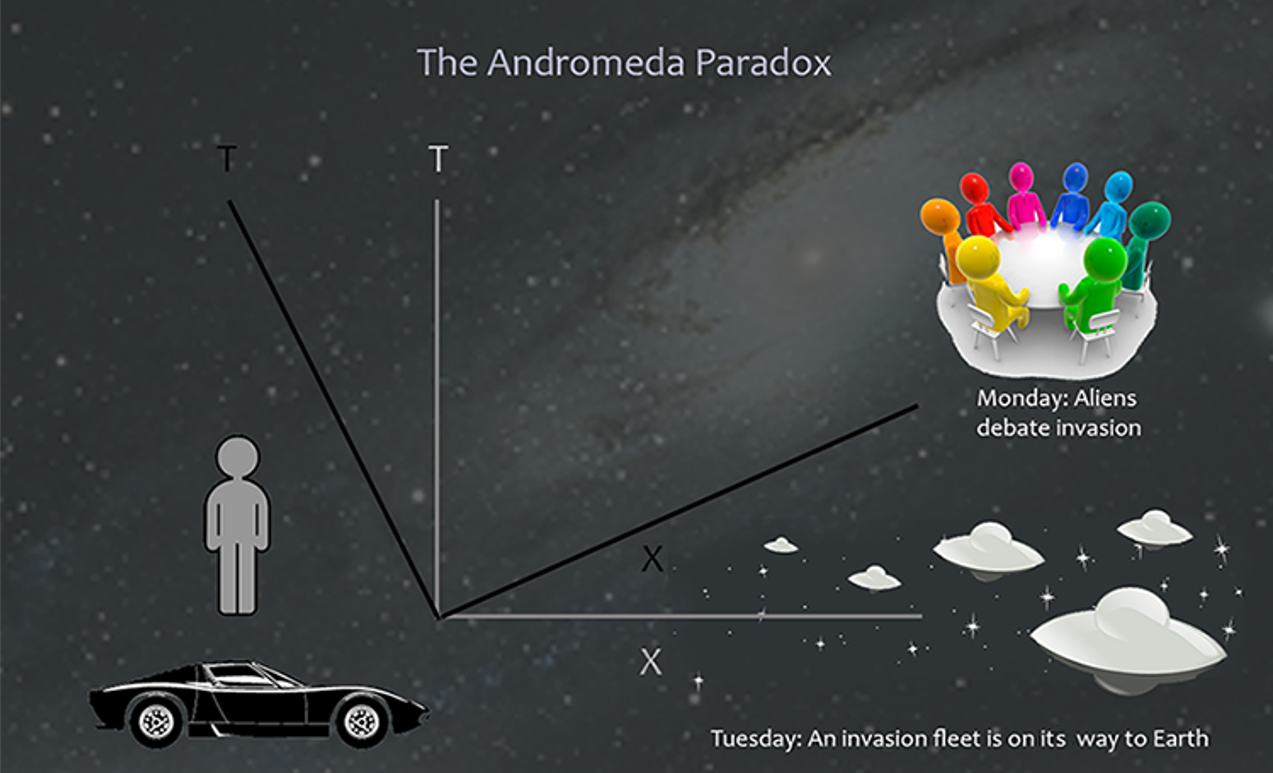 The Andromeda Paradox
T
T
Monday: Aliens
debate invasion
X
X
Tuesday: An invasion fleet is on its way to Earth